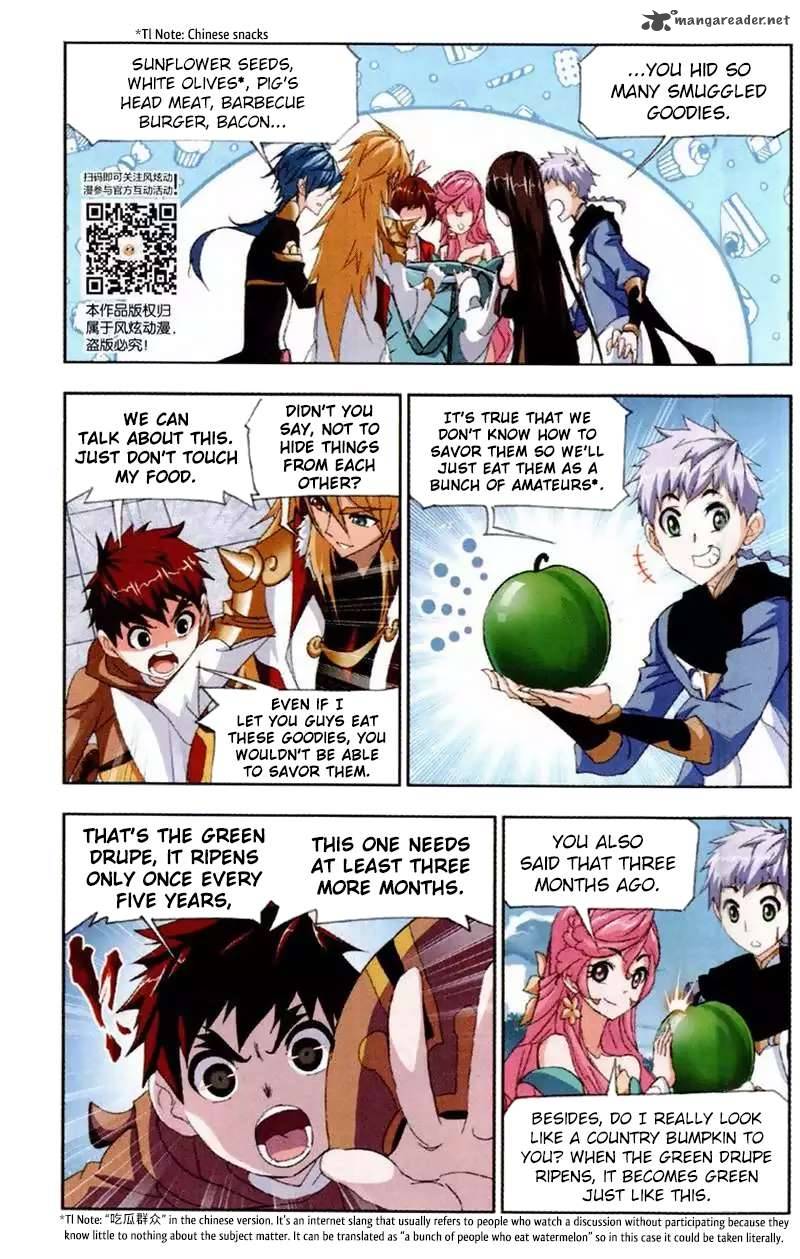 mangareader.net
*Tl Note: Chinese snacks
SUNFLOWER SEEDS,
WHITE OLIVES*, PIG'S
HEAD MEAT, BARBECUE
BURGER, BACON...
...YOU HID SO
MANY SMUGGLED
GOODIES.
扫码即可关注风炫动
漫参与官方互动活动!
本作品版权归
属于风炫动漫，
盗版必究!
WE CAN
TALK ABOUT THIS.
JUST DON'T TOUCH
MY FOOD.
DIDN'T YOU
SAY, NOT TO
HIDE THINGS
FROM EACH
OTHER?
EVEN IF I
LET YOU GUYS EAT
THESE GOODIES, YOU
WOULDN'T BE ABLE
TO SAVOR THEM.
IT'S TRUE THAT WE
DON'T KNOW HOW TO
SAVOR THEM SO WE'LL
JUST EAT THEM AS A
BUNCH OF AMATEURS*.
THAT'S THE GREEN
DRUPE, IT RIPENS
ONLY ONCE EVERY
FIVE YEARS,
THIS ONE NEEDS
AT LEAST THREE
MORE MONTHS.
YOU ALSO
SAID THAT THREE
MONTHS AGO.
BESIDES, DO I REALLY LOOK
LIKE A COUNTRY BUMPKIN TO
YOU? WHEN THE GREEN DRUPE
RIPENS, IT BECOMES GREEN
JUST LIKE THIS.
*Tl Note: "吃瓜群众" in the chinese version. It's an internet slang that usually refers to people who watch a discussion without participating because they
know little to nothing about the subject matter. It can be translated as "a bunch of people who eat watermelon" so in this case it could be taken literally.